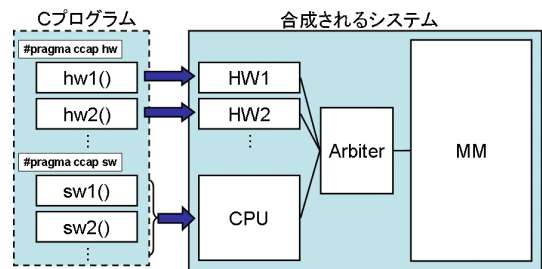 Cプログラム
#pragma ccap hw
hw1()
hw2()
⋮
#pragma ccap sw
sw1()
sw2()
⋮
合成されるシステム
HW1
HW2
⋮
CPU
Arbiter
MM